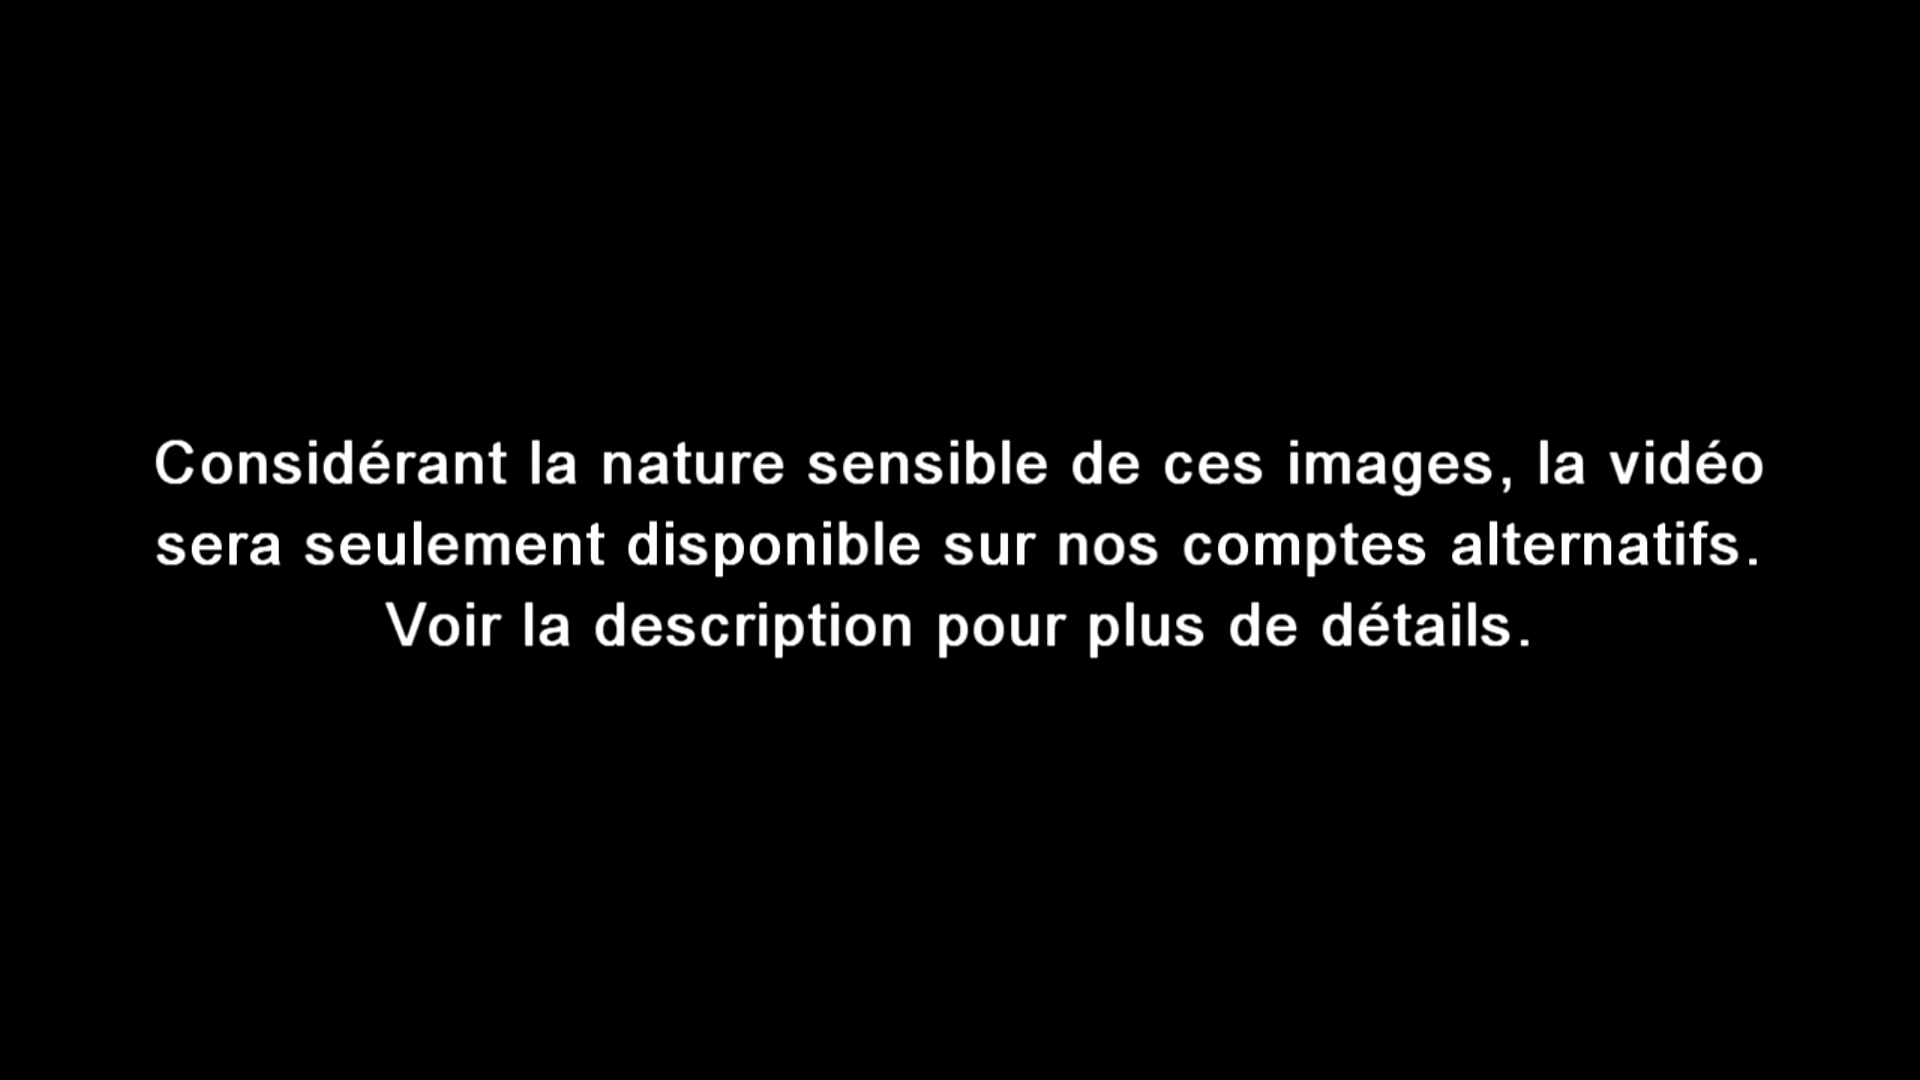 Considérant la nature sensible de ces images, la vidéo
sera seulement disponible sur nos comptes alternatifs.
Voir la description pour plus de détails.